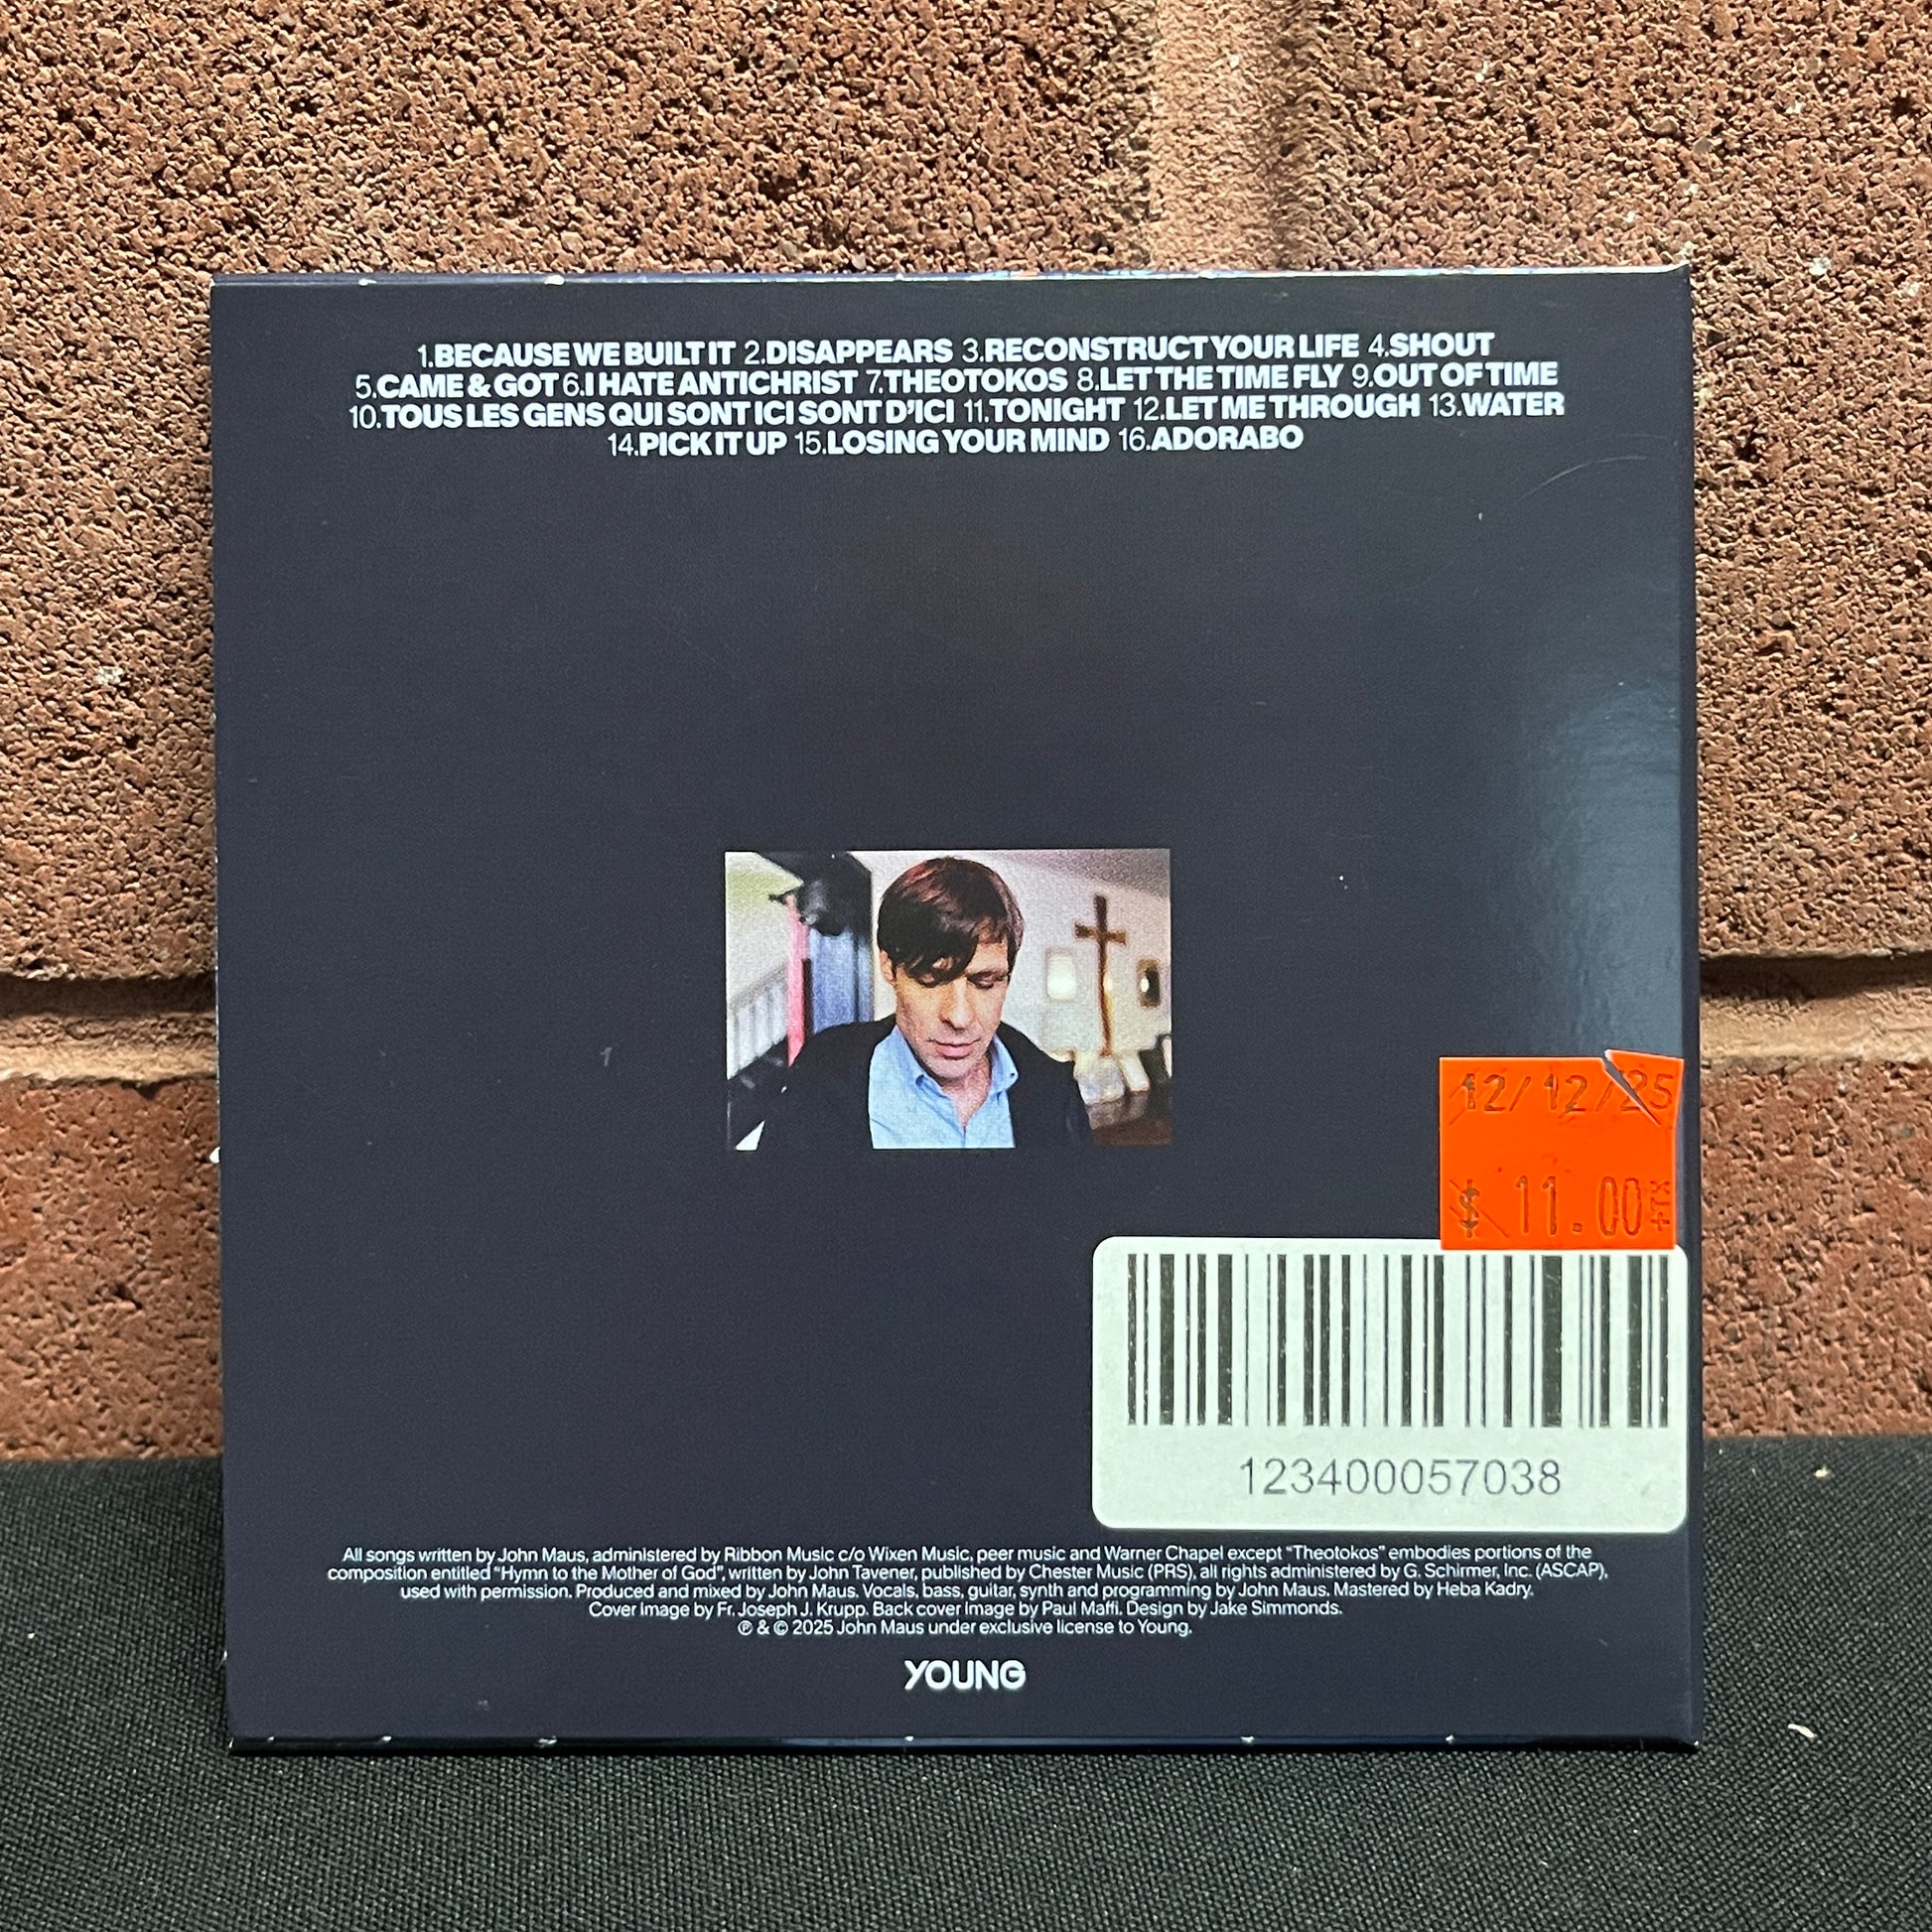 1.BECAUSE WE BUILT IT 2.DISAPPEARS 3.RECONSTRUCT YOUR LIFE 4.SHOUT
5.CAME & GOT 6.I HATE ANTICHRIST 7.THEOTOKOS 8.LET THE TIME FLY 9.OUT OF TIME
10.TOUS LES GENS QUI SONT ICI SONT D'ICI 11.TONIGHT 12.LET ME THROUGH 13.WATER
14.PICK IT UP 15.LOSING YOUR MIND 16.ADORABO
12/12/25
$ 11.00 +TX
123400057038
All songs written by John Maus, administered by Ribbon Music c/o Wixen Music, peer music and Warner Chapel except "Theotokos" embodies portions of the
composition entitled "Hymn to the Mother of God", written by John Tavener, published by Chester Music (PRS), all rights administered by G. Schirmer, Inc. (ASCAP),
used with permission. Produced and mixed by John Maus. Vocals, bass, guitar, synth and programming by John Maus. Mastered by Heba Kadry.
Cover Image by Fr. Joseph J. Krupp. Back cover Image by Paul Maffi. Design by Jake Simmonds.
℗ & © 2025 John Maus under exclusive license to Young.
YOUNG